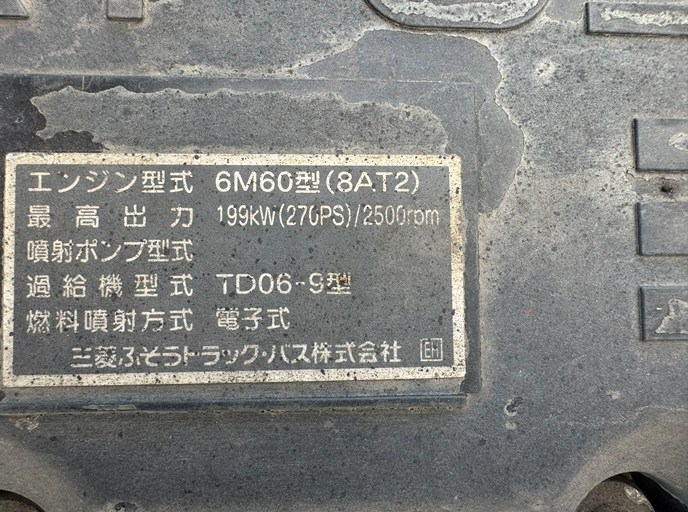 エンジン型式 6M60型(8AT2)
最高出力 199kW(270PS)/2500rpm
噴射ポンプ型式
過給機型式 TD06-9型
燃料噴射方式 電子式
三菱ふそうトラック・バス株式会社 EH